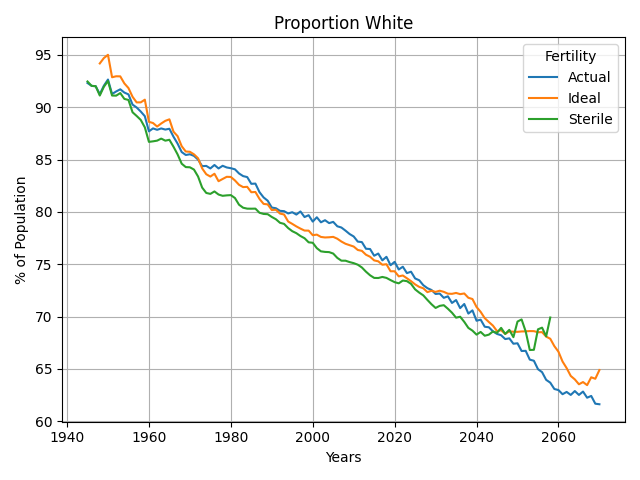 Proportion White
Fertility
Actual
Ideal
Sterile
% of Population
95
90
85
80
75
70
65
60
1940
1960
1980
2000
2020
2040
2060
Years